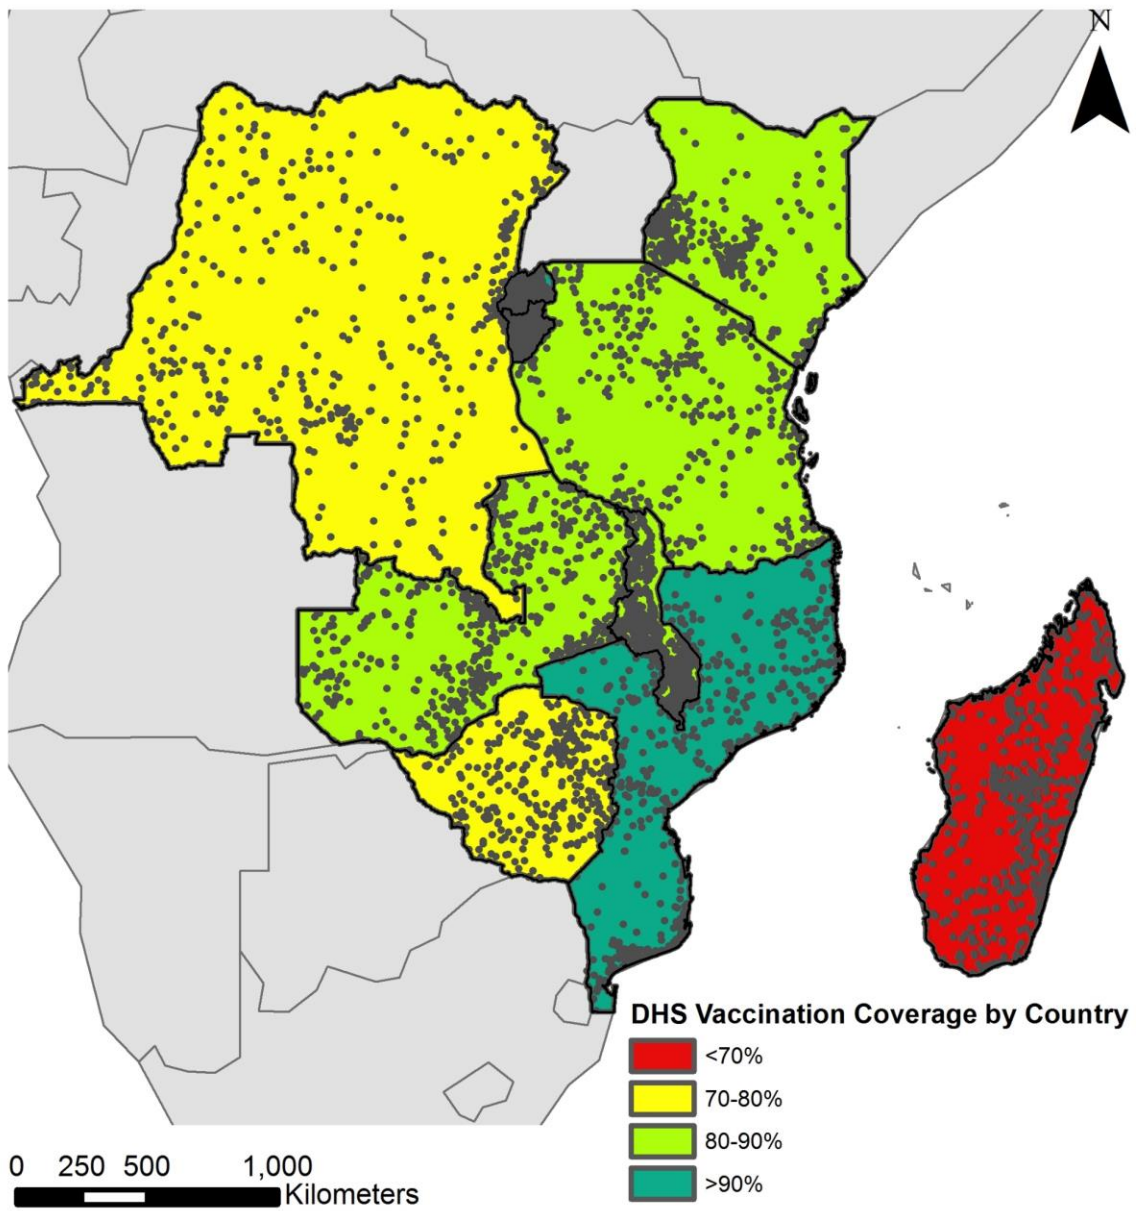 N
DHS Vaccination Coverage by Country
<70%
70-80%
80-90%
>90%
0 250 500 1,000
Kilometers